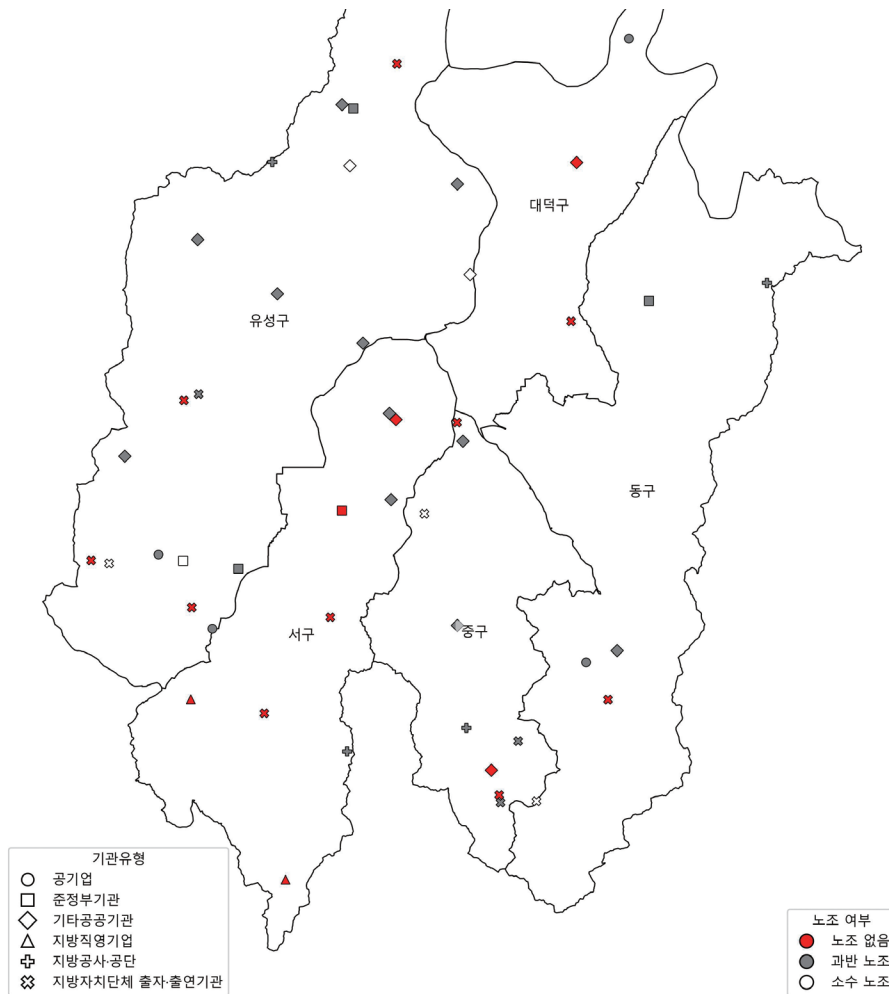 대덕구
유성구
동구
서구
중구
기관유형
공기업
준정부기관
기타공공기관
지방직영기업
지방공사·공단
지방자치단체 출자·출연기관
노조 여부
노조 없음
과반 노조
소수 노조